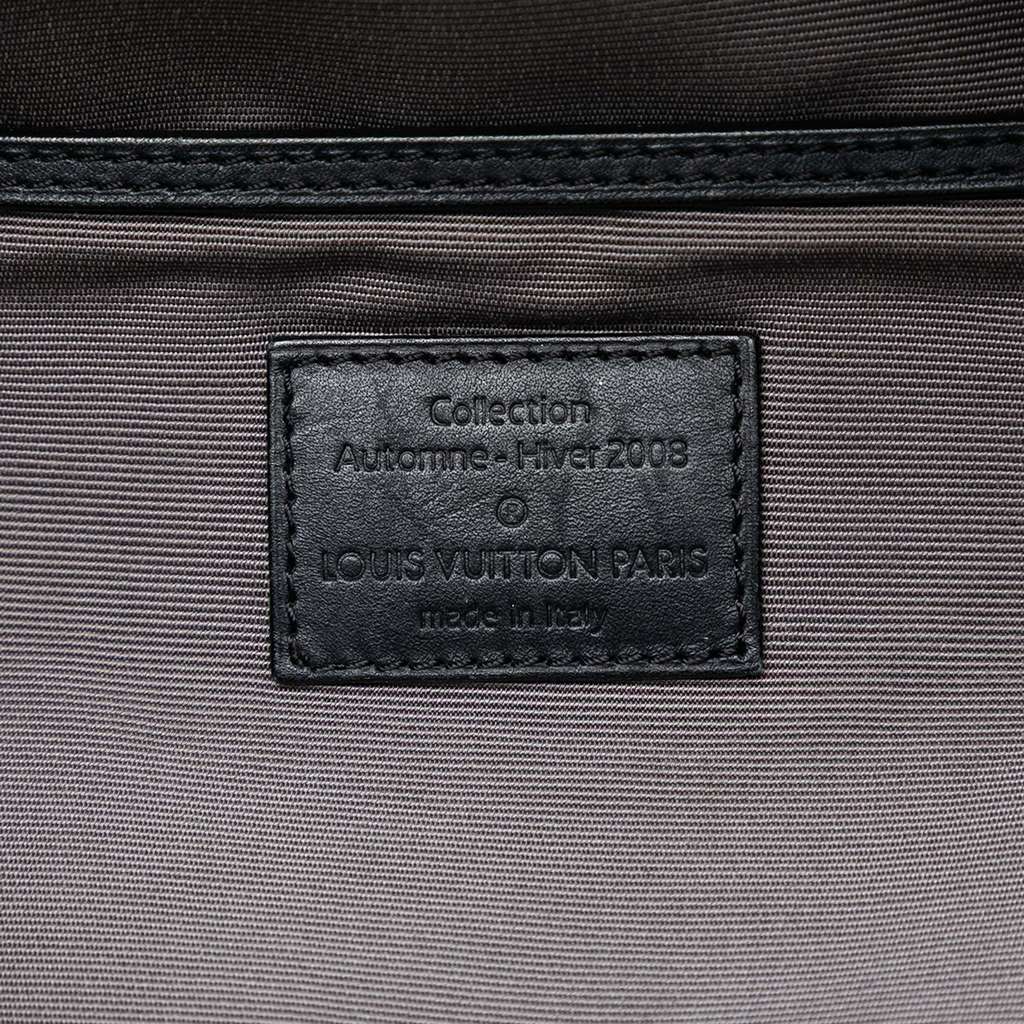 Collection
Automne - Hiver 2008
®
LOUIS VUITTON PARIS
made in Italy